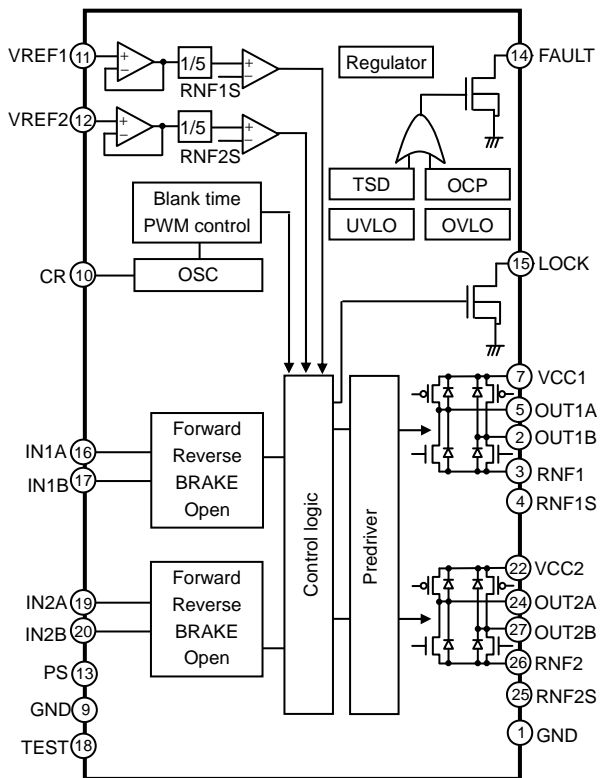 VREF1
11
1/5
RNF1S
Regulator
14
FAULT
VREF2
12
1/5
RNF2S
TSD
OCP
UVLO
OVLO
Blank time
PWM control
CR
10
OSC
15
LOCK
7
VCC1
5
OUT1A
2
OUT1B
3
RNF1
4
RNF1S
IN1A
16
IN1B
17
Forward
Reverse
BRAKE
Open
Control logic
Predriver
22
VCC2
24
OUT2A
27
OUT2B
26
RNF2
25
RNF2S
1
GND
IN2A
19
IN2B
20
Forward
Reverse
BRAKE
Open
PS
13
GND
9
TEST
18